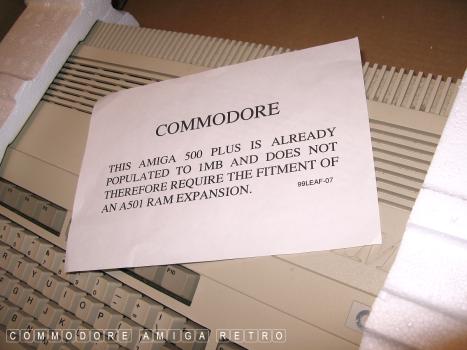 COMMODORE
THIS AMIGA 500 PLUS IS ALREADY
POPULATED TO 1MB AND DOES NOT
THEREFORE REQUIRE THE FITMENT OF
AN A501 RAM EXPANSION.
99LEAF-07
F10
R T Y U I O P
G H J K L
B N M
COMMODORE AMIGA RETRO